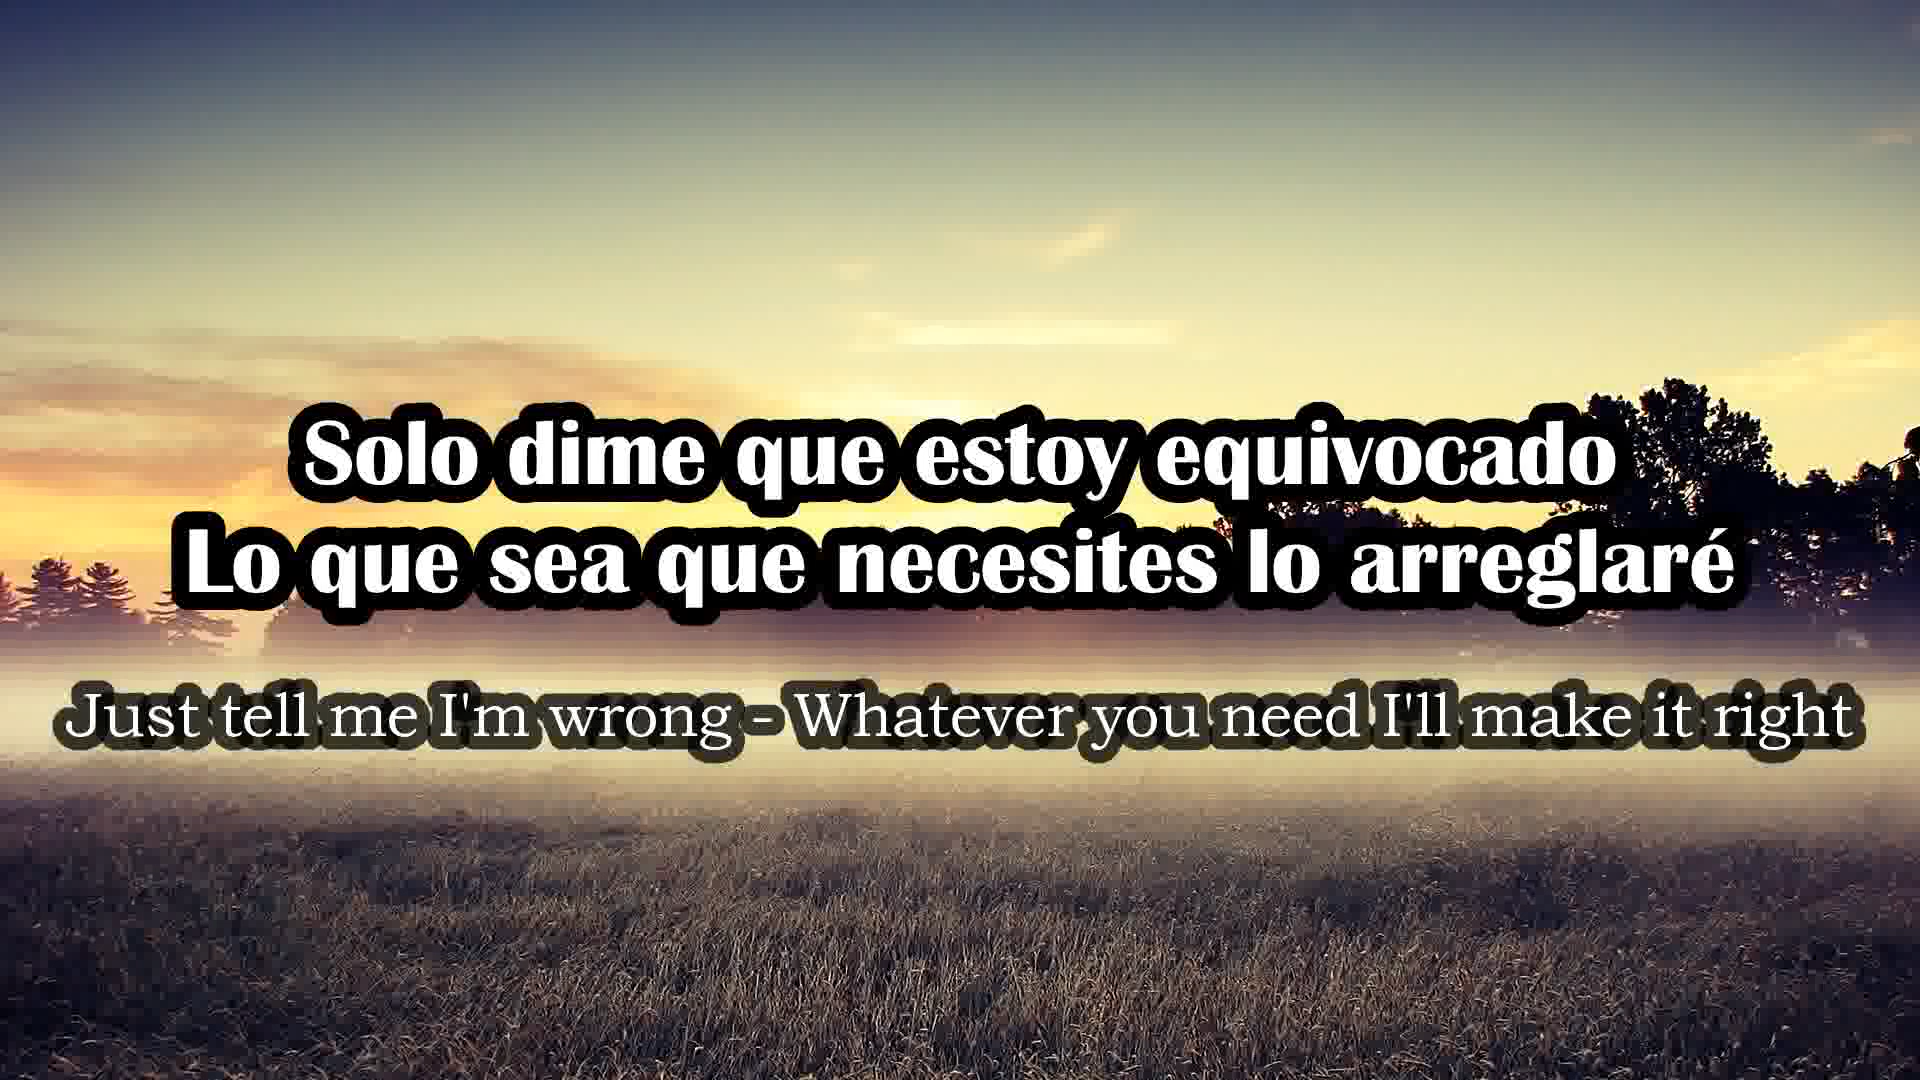 Solo dime que estoy equivocado
Lo que sea que necesites lo arreglaré
Just tell me I'm wrong - Whatever you need I'll make it right